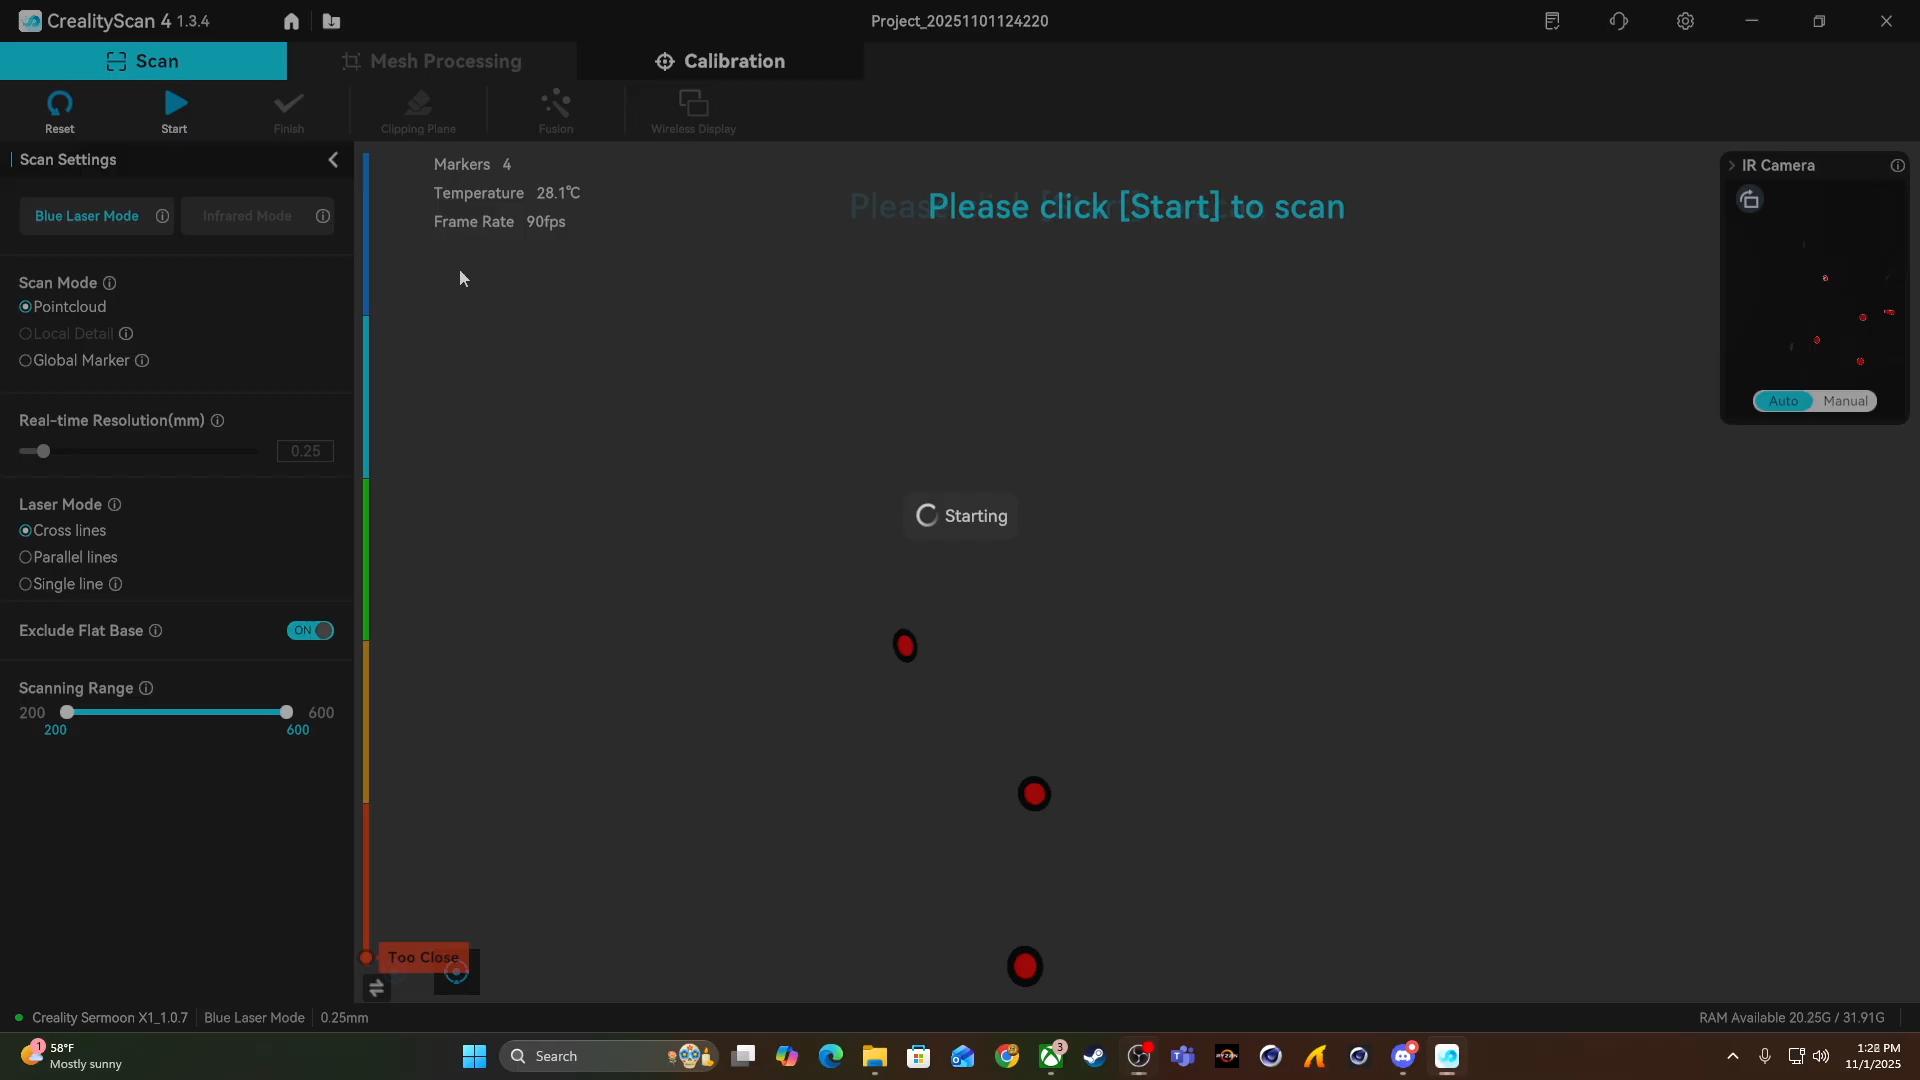 CrealityScan 4 1.3.4
Project_20251101124220
Scan
Mesh Processing
Calibration
Reset
Start
Finish
Clipping Plane
Fusion
Wireless Display
Scan Settings
Blue Laser Mode
Infrared Mode
Scan Mode
Pointcloud
Local Detail
Global Marker
Real-time Resolution(mm)
0.25
Laser Mode
Cross lines
Parallel lines
Single line
Exclude Flat Base
ON
Scanning Range
200
600
200
600
Markers 4
Temperature 28.1℃
Frame Rate 90fps
Please click [Start] to scan
Starting
Too Close
IR Camera
Auto
Manual
Creality Sermoon X1_1.0.7
Blue Laser Mode
0.25mm
RAM Available 20.25G / 31.91G
1
58°F
Mostly sunny
Search
3
RYZEN
1:22 PM
11/1/2025